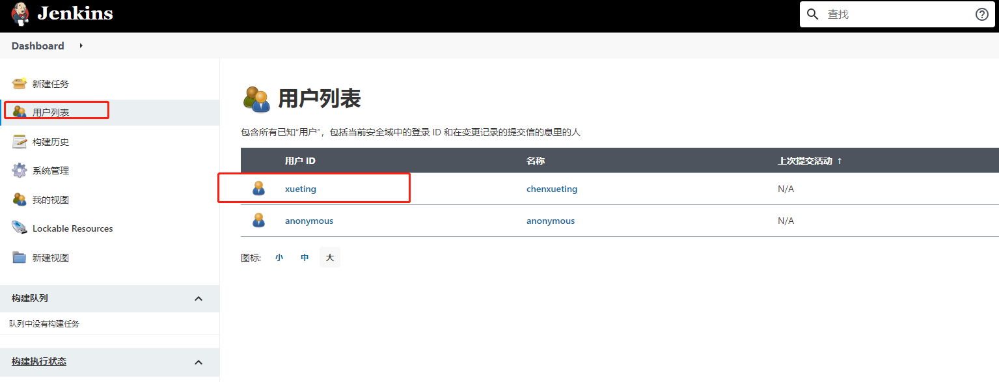 Jenkins
查找
Dashboard
新建任务
用户列表
构建历史
系统管理
我的视图
Lockable Resources
新建视图
构建队列
队列中没有构建任务
构建执行状态
用户列表
包含所有已知“用户”，包括当前安全域中的登录 ID 和在变更记录的提交信的息里的人
用户 ID 名称 上次提交活动 ↑
xueting chenxueting N/A
anonymous anonymous N/A
图标: 小 中 大